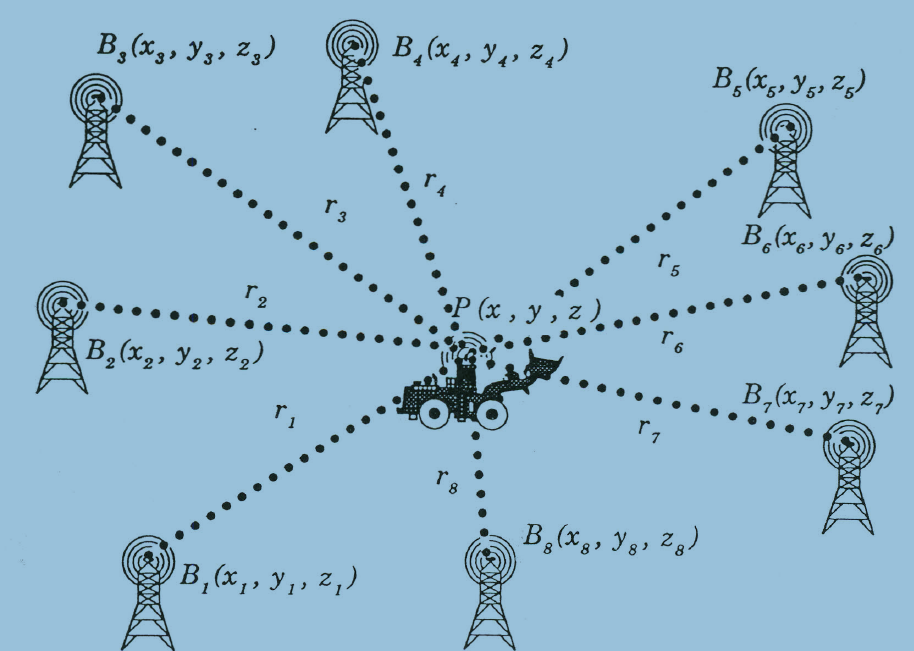 B₃(x₃, y₃, z₃)
B₄(x₄, y₄, z₄)
B₅(x₅, y₅, z₅)
r₄
r₃
B₆(x₆, y₆, z₆)
r₅
r₂
P(x, y, z)
r₆
B₂(x₂, y₂, z₂)
B₇(x₇, y₇, z₇)
r₁
r₇
r₈
B₈(x₈, y₈, z₈)
B₁(x₁, y₁, z₁)